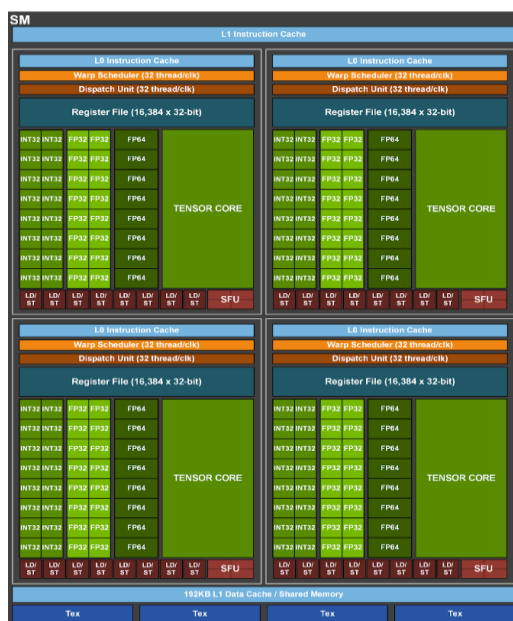 SM
L1 Instruction Cache
L0 Instruction Cache
Warp Scheduler (32 thread/clk)
Dispatch Unit (32 thread/clk)
Register File (16,384 x 32-bit)
INT32 INT32 FP32 FP32 FP64
INT32 INT32 FP32 FP32 FP64
INT32 INT32 FP32 FP32 FP64
INT32 INT32 FP32 FP32 FP64
TENSOR CORE
INT32 INT32 FP32 FP32 FP64
INT32 INT32 FP32 FP32 FP64
INT32 INT32 FP32 FP32 FP64
INT32 INT32 FP32 FP32 FP64
LD/ LD/ LD/ LD/ LD/ LD/ LD/ LD/ SFU
ST ST ST ST ST ST ST ST
L0 Instruction Cache
Warp Scheduler (32 thread/clk)
Dispatch Unit (32 thread/clk)
Register File (16,384 x 32-bit)
INT32 INT32 FP32 FP32 FP64
INT32 INT32 FP32 FP32 FP64
INT32 INT32 FP32 FP32 FP64
INT32 INT32 FP32 FP32 FP64
TENSOR CORE
INT32 INT32 FP32 FP32 FP64
INT32 INT32 FP32 FP32 FP64
INT32 INT32 FP32 FP32 FP64
INT32 INT32 FP32 FP32 FP64
LD/ LD/ LD/ LD/ LD/ LD/ LD/ LD/ SFU
ST ST ST ST ST ST ST ST
L0 Instruction Cache
Warp Scheduler (32 thread/clk)
Dispatch Unit (32 thread/clk)
Register File (16,384 x 32-bit)
INT32 INT32 FP32 FP32 FP64
INT32 INT32 FP32 FP32 FP64
INT32 INT32 FP32 FP32 FP64
INT32 INT32 FP32 FP32 FP64
TENSOR CORE
INT32 INT32 FP32 FP32 FP64
INT32 INT32 FP32 FP32 FP64
INT32 INT32 FP32 FP32 FP64
INT32 INT32 FP32 FP32 FP64
LD/ LD/ LD/ LD/ LD/ LD/ LD/ LD/ SFU
ST ST ST ST ST ST ST ST
L0 Instruction Cache
Warp Scheduler (32 thread/clk)
Dispatch Unit (32 thread/clk)
Register File (16,384 x 32-bit)
INT32 INT32 FP32 FP32 FP64
INT32 INT32 FP32 FP32 FP64
INT32 INT32 FP32 FP32 FP64
INT32 INT32 FP32 FP32 FP64
TENSOR CORE
INT32 INT32 FP32 FP32 FP64
INT32 INT32 FP32 FP32 FP64
INT32 INT32 FP32 FP32 FP64
INT32 INT32 FP32 FP32 FP64
LD/ LD/ LD/ LD/ LD/ LD/ LD/ LD/ SFU
ST ST ST ST ST ST ST ST
192KB L1 Data Cache / Shared Memory
Tex Tex Tex Tex